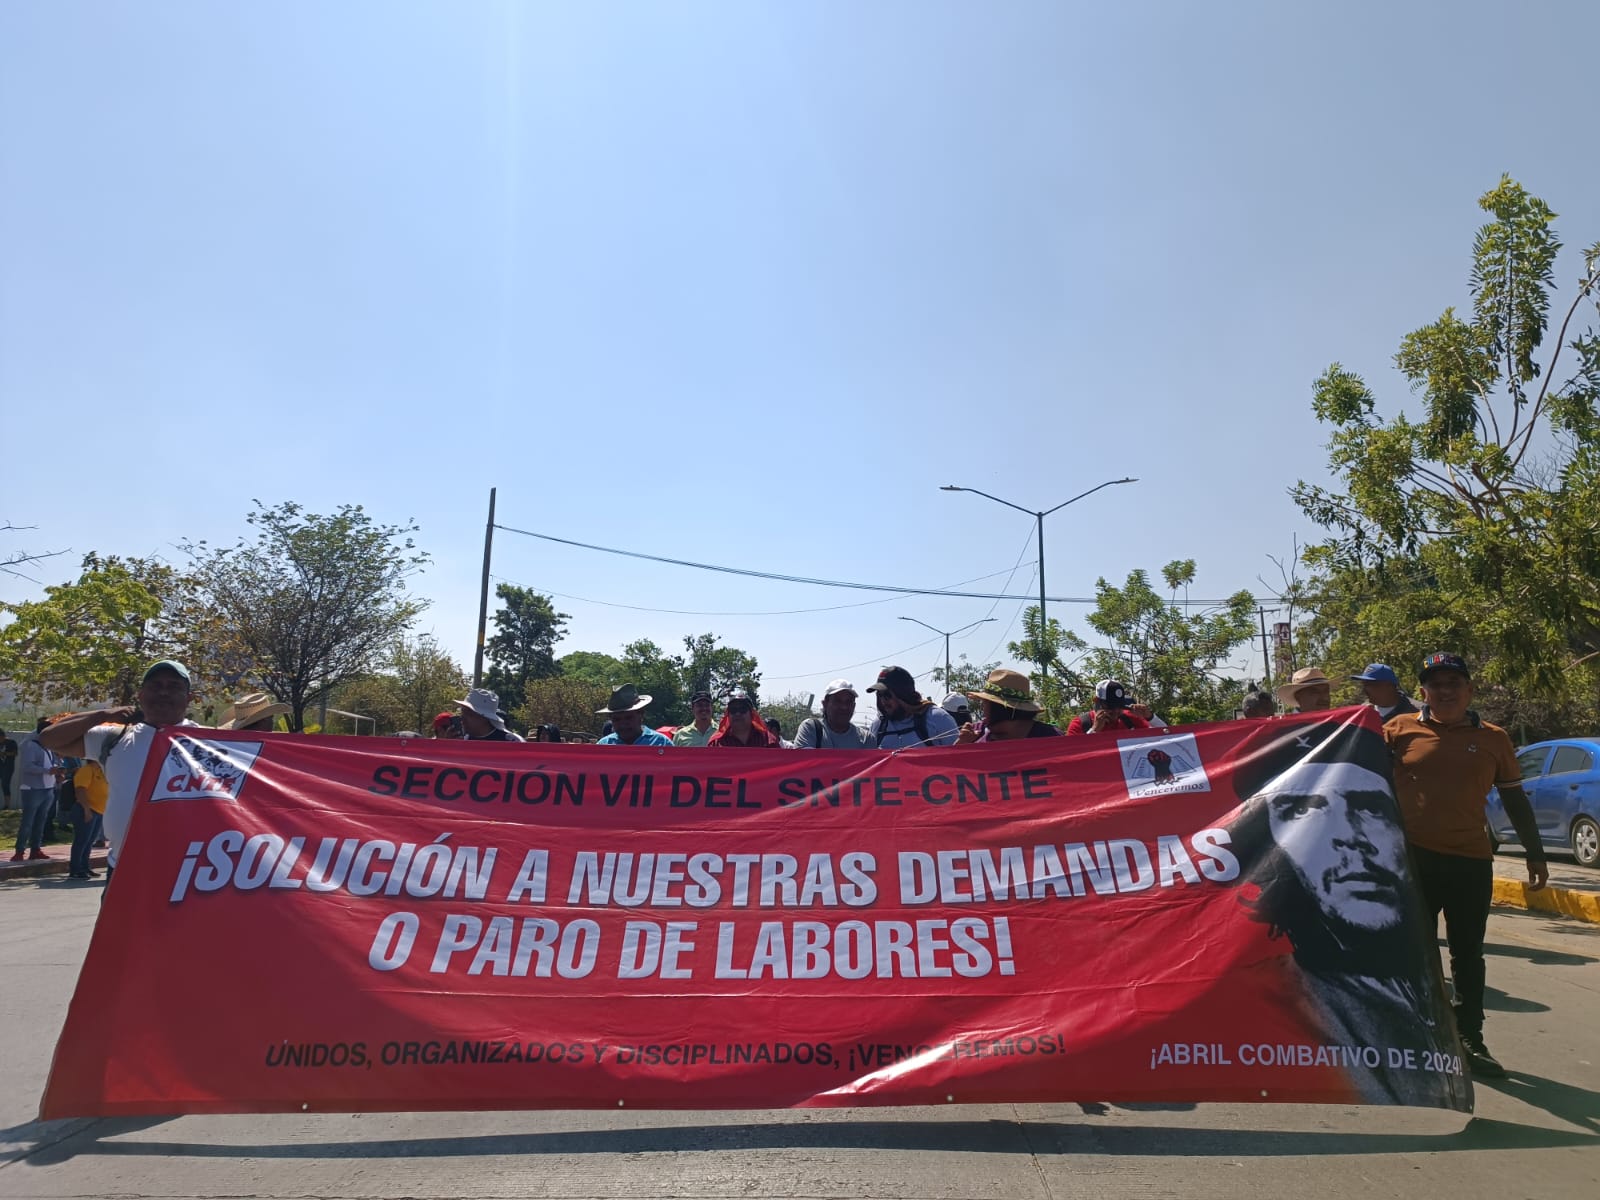 SECCIÓN VII DEL SNTE-CNTE
CNTE
Venceremos
¡SOLUCIÓN A NUESTRAS DEMANDAS
O PARO DE LABORES!
UNIDOS, ORGANIZADOS Y DISCIPLINADOS, ¡VENCEREMOS!
¡ABRIL COMBATIVO DE 2024!